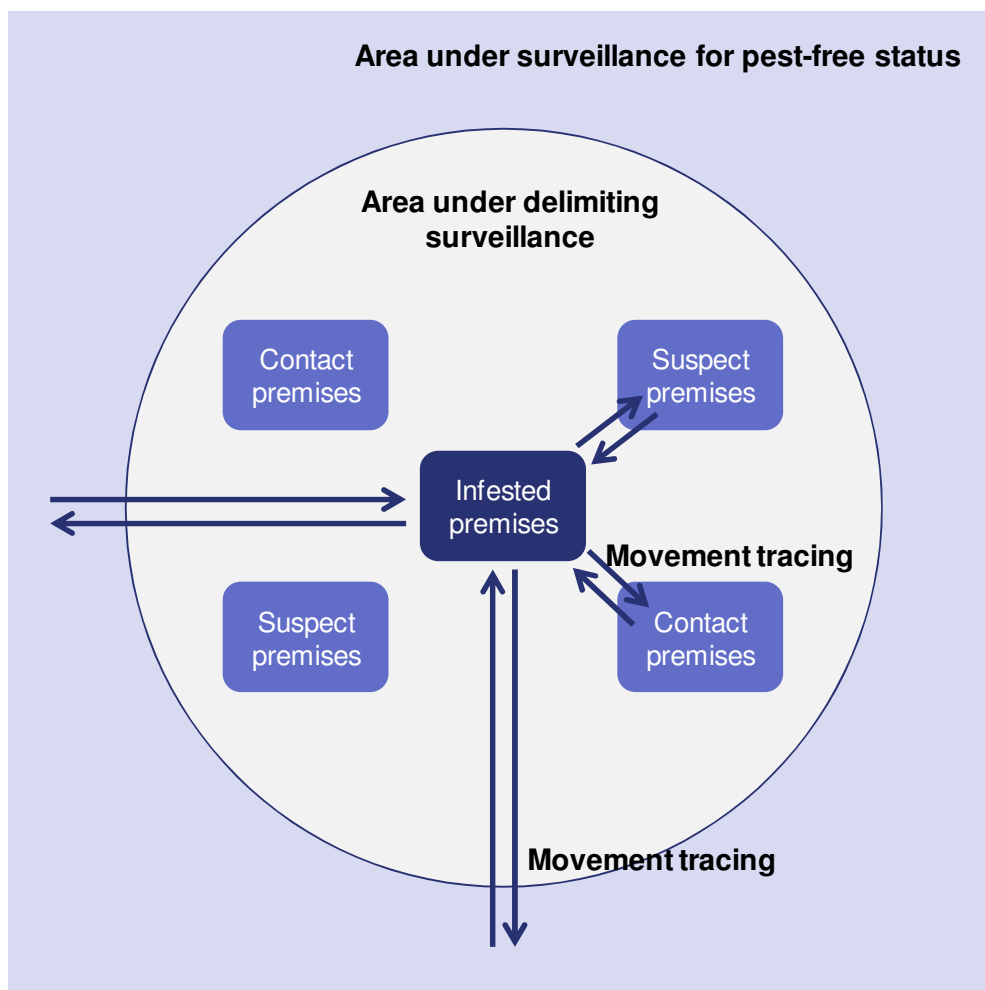 Area under surveillance for pest-free status
Area under delimiting
surveillance
Contact
premises
Suspect
premises
Infested
premises
Movement tracing
Suspect
premises
Contact
premises
Movement tracing